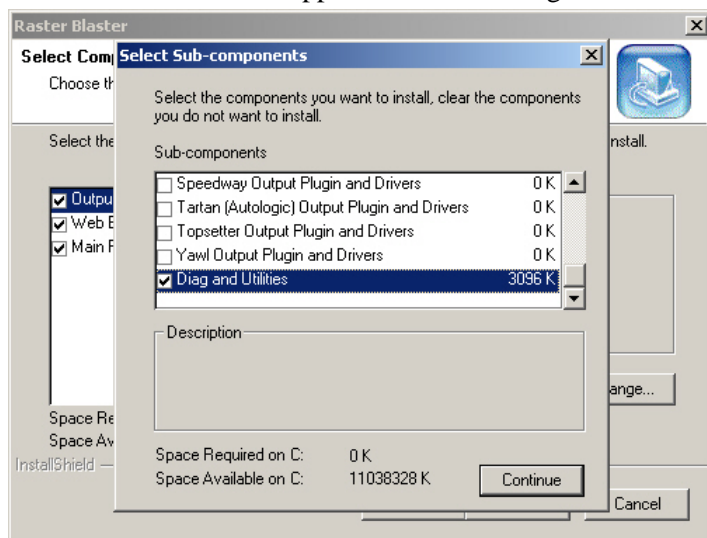 Raster Blaster
Select Com
Choose th
Select the
nstall.
Outpu
Web E
Main F
ange...
Space Re
Space Av
InstallShield
Cancel
Select Sub-components
Select the components you want to install, clear the components
you do not want to install.
Sub-components
Speedway Output Plugin and Drivers 0 K
Tartan (Autologic) Output Plugin and Drivers 0 K
Topsetter Output Plugin and Drivers 0 K
Yawl Output Plugin and Drivers 0 K
Diag and Utilities 3096 K
Description
Space Required on C: 0 K
Space Available on C: 11038328 K
Continue